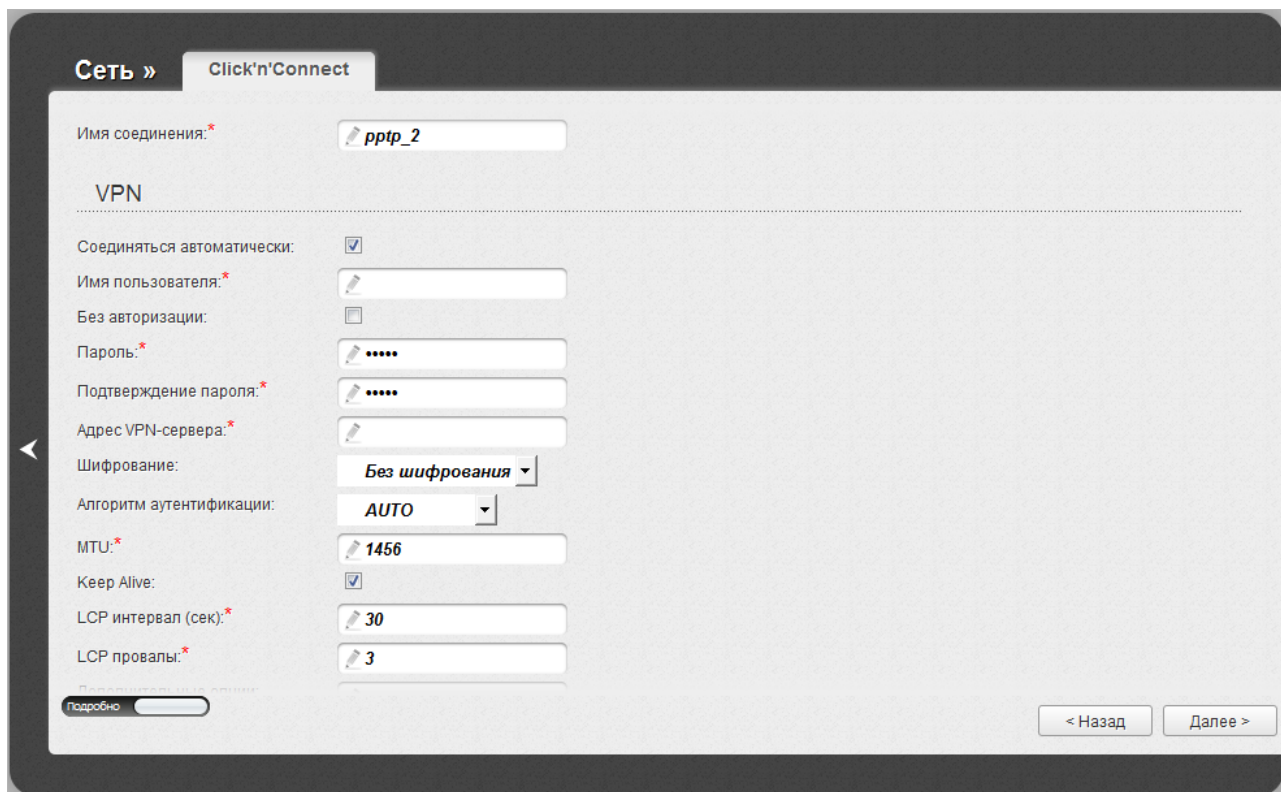 Сеть »
Click'n'Connect
Имя соединения:* pptp_2
VPN
Соединяться автоматически:
Имя пользователя:*
Без авторизации:
Пароль:* •••••
Подтверждение пароля:* •••••
Адрес VPN-сервера:*
Шифрование: Без шифрования
Алгоритм аутентификации: AUTO
MTU:* 1456
Keep Alive:
LCP интервал (сек):* 30
LCP провалы:* 3
Дополнительные опции:
Подробно
< Назад
Далее >